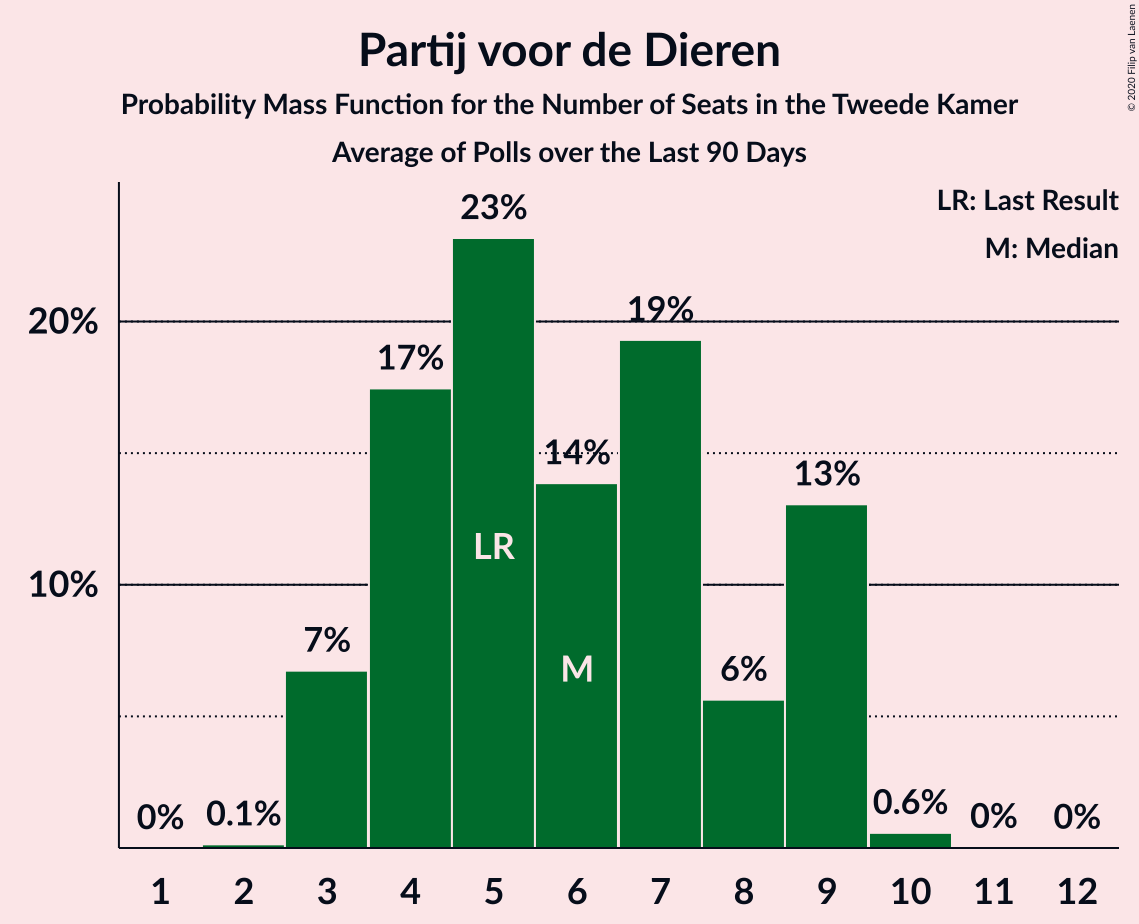 Partij voor de Dieren
Probability Mass Function for the Number of Seats in the Tweede Kamer
Average of Polls over the Last 90 Days
© 2020 Filip van Laenen
LR: Last Result
M: Median
23%
20%
19%
17%
14%
13%
LR
10%
7%
M
6%
0%
0.1%
0.6%
0%
0%
1 2 3 4 5 6 7 8 9 10 11 12